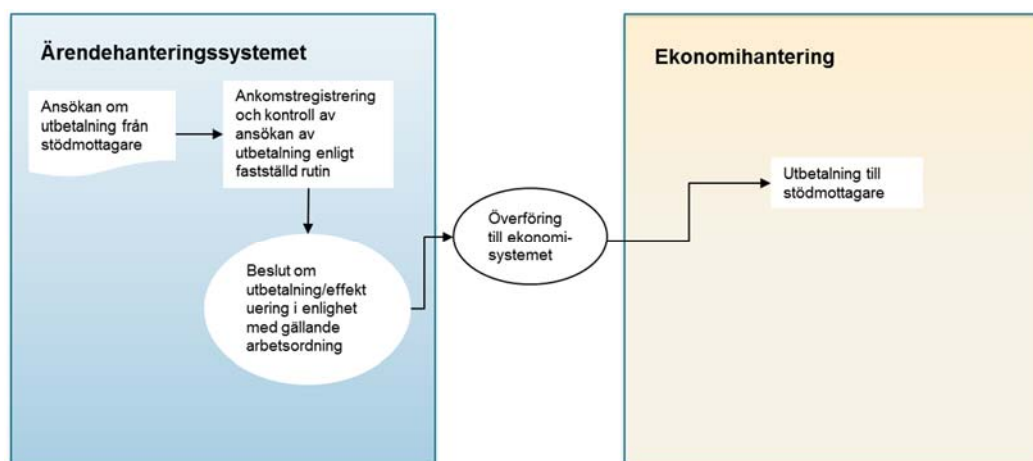 Ärendehanteringssystemet
Ansökan om
utbetalning från
stödmottagare
Ankomstregistrering
och kontroll av
ansökan av
utbetalning enligt
fastställd rutin
Beslut om
utbetalning/effekt
uering i enlighet
med gällande
arbetsordning
Överföring
till ekonomi-
systemet
Ekonomihantering
Utbetalning till
stödmottagare